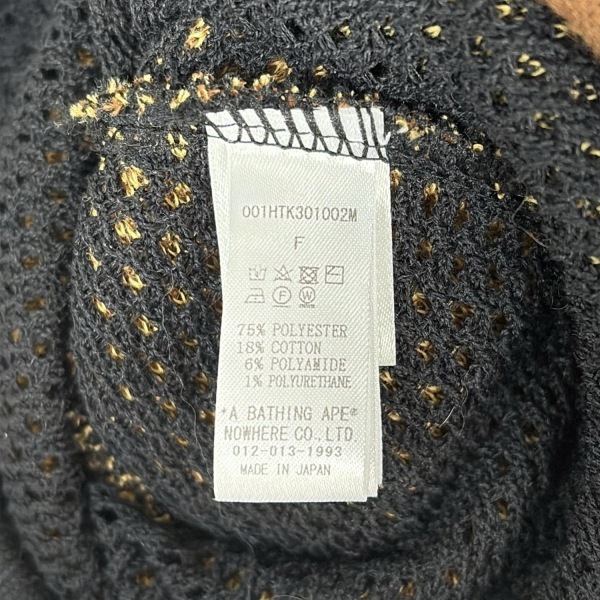 001HTK301002M
F
75% POLYESTER
18% COTTON
6% POLYAMIDE
1% POLYURETHANE
*A BATHING APE®
NOWHERE CO., LTD.
012-013-1993
MADE IN JAPAN